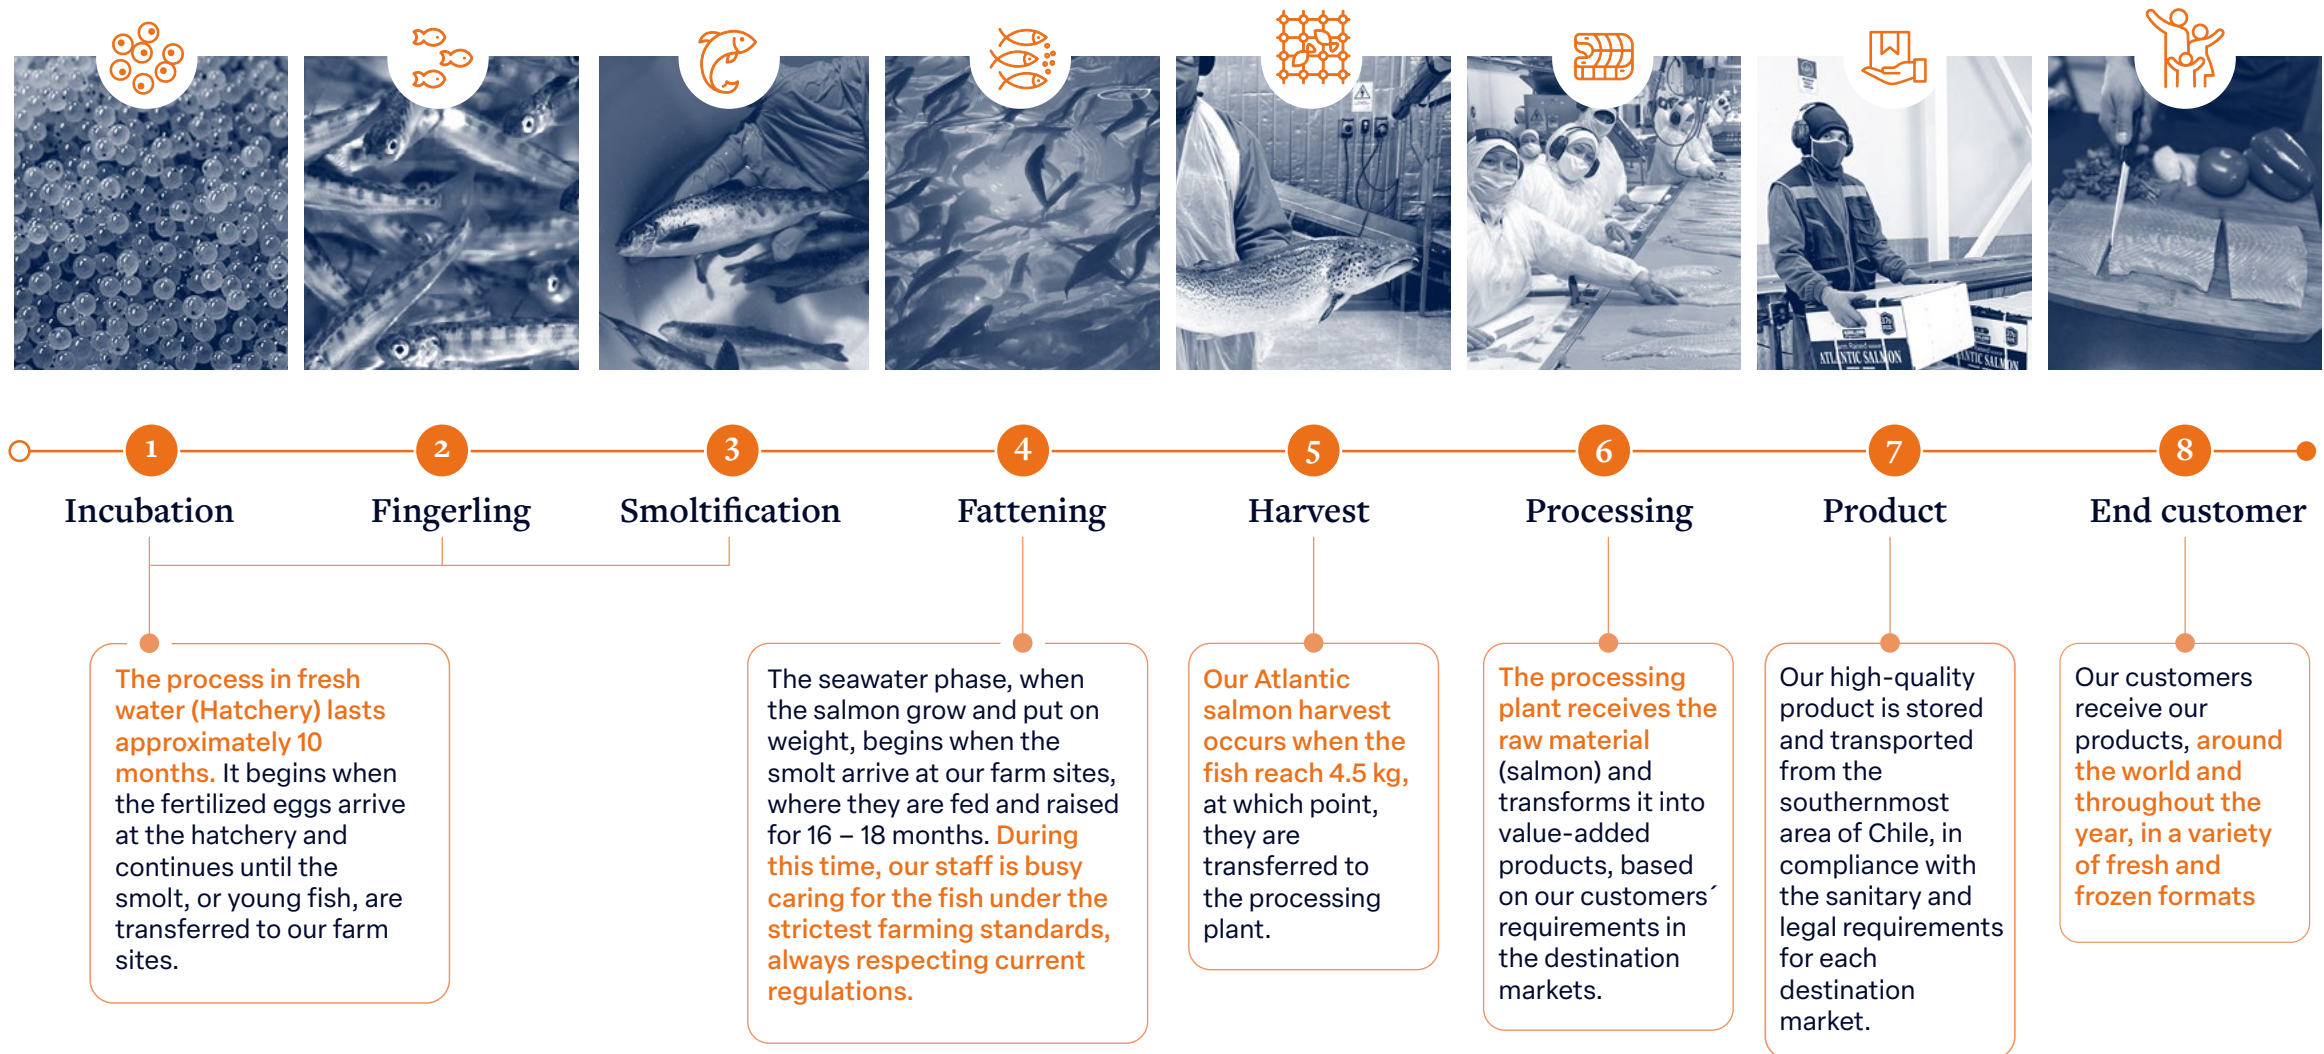 1
2
3
4
5
6
7
8
Incubation
Fingerling
Smoltification
Fattening
Harvest
Processing
Product
End customer
The process in fresh
water (Hatchery) lasts
approximately 10
months. It begins when
the fertilized eggs arrive
at the hatchery and
continues until the
smolt, or young fish, are
transferred to our farm
sites.
The seawater phase, when
the salmon grow and put on
weight, begins when the
smolt arrive at our farm sites,
where they are fed and raised
for 16 – 18 months. During
this time, our staff is busy
caring for the fish under the
strictest farming standards,
always respecting current
regulations.
Our Atlantic
salmon harvest
occurs when the
fish reach 4.5 kg,
at which point,
they are
transferred to
the processing
plant.
The processing
plant receives the
raw material
(salmon) and
transforms it into
value-added
products, based
on our customers´
requirements in
the destination
markets.
Our high-quality
product is stored
and transported
from the
southernmost
area of Chile, in
compliance with
the sanitary and
legal requirements
for each
destination
market.
Our customers
receive our
products, around
the world and
throughout the
year, in a variety
of fresh and
frozen formats
ATLANTIC SALMON
ANTIC SALMON